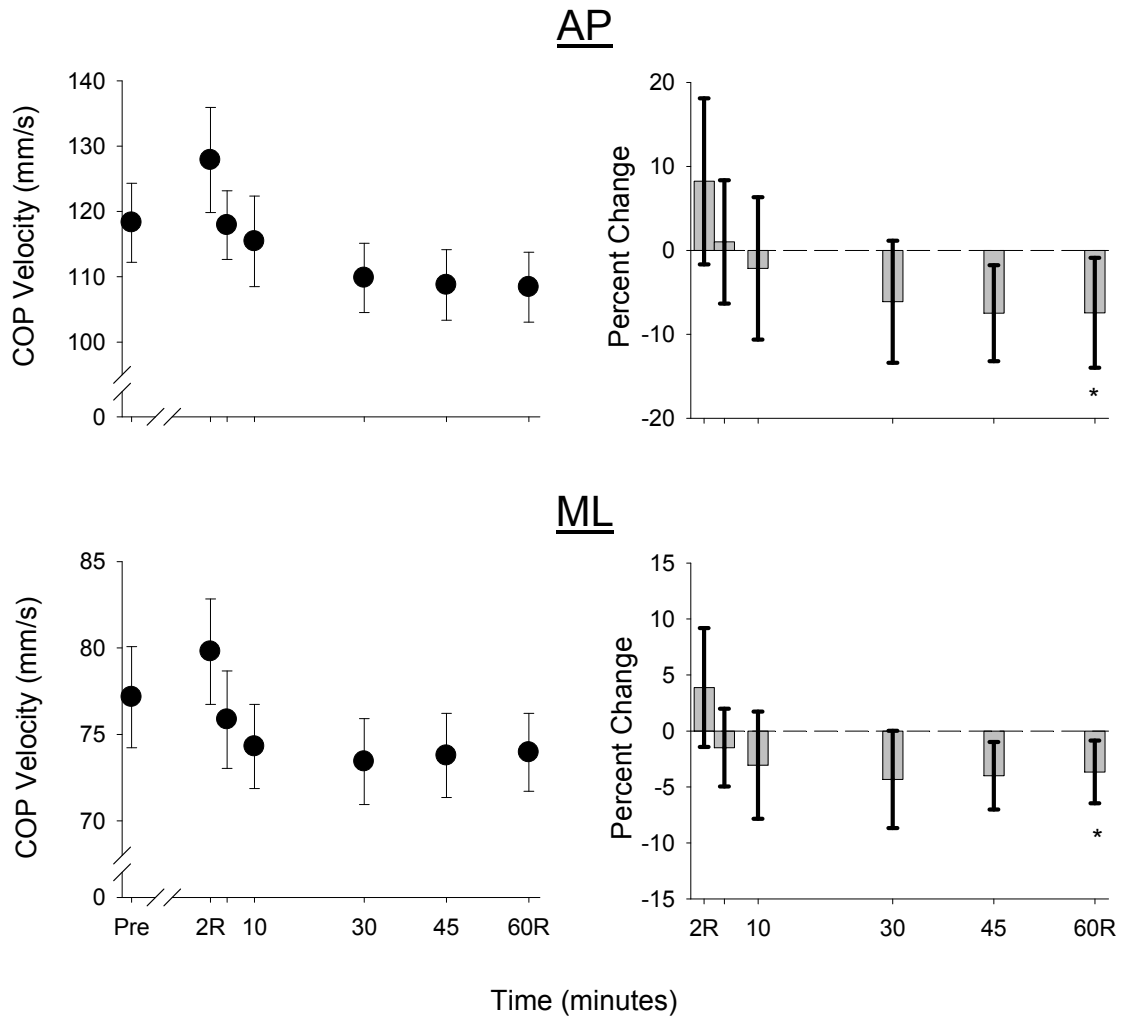 AP
COP Velocity (mm/s)
140
130
120
110
100
0
Percent Change
20
10
0
-10
-20
*
ML
COP Velocity (mm/s)
85
80
75
70
0
Pre 2R 10 30 45 60R
Percent Change
15
10
5
0
-5
-10
-15
*
2R 10 30 45 60R
Time (minutes)